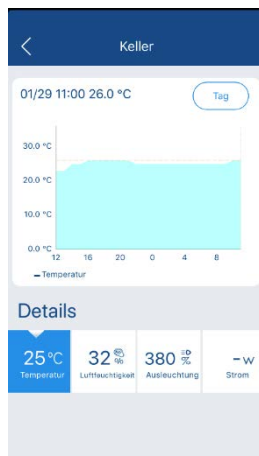 Keller
01/29 11:00 26.0 °C
Tag
30.0 °C
20.0 °C
10.0 °C
0.0 °C
12 16 20 0 4 8
Temperatur
Details
25 °C
Temperatur
32 %
Luftfeuchtigkeit
380 %
Ausleuchtung
- W
Strom